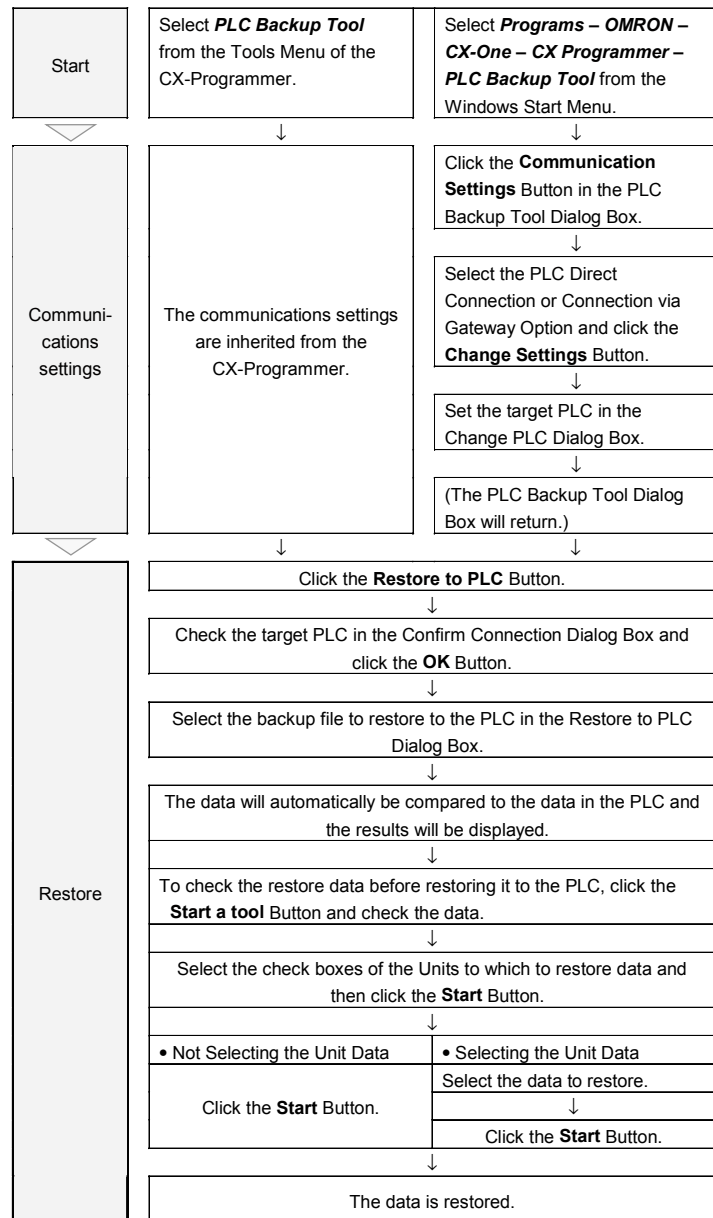 Start
Select PLC Backup Tool
from the Tools Menu of the
CX-Programmer.
Select Programs – OMRON –
CX-One – CX Programmer –
PLC Backup Tool from the
Windows Start Menu.
↓
↓
Communi-
cations
settings
The communications settings
are inherited from the
CX-Programmer.
Click the Communication
Settings Button in the PLC
Backup Tool Dialog Box.
↓
Select the PLC Direct
Connection or Connection via
Gateway Option and click the
Change Settings Button.
↓
Set the target PLC in the
Change PLC Dialog Box.
↓
(The PLC Backup Tool Dialog
Box will return.)
↓
↓
Restore
Click the Restore to PLC Button.
↓
Check the target PLC in the Confirm Connection Dialog Box and
click the OK Button.
↓
Select the backup file to restore to the PLC in the Restore to PLC
Dialog Box.
↓
The data will automatically be compared to the data in the PLC and
the results will be displayed.
↓
To check the restore data before restoring it to the PLC, click the
Start a tool Button and check the data.
↓
Select the check boxes of the Units to which to restore data and
then click the Start Button.
↓
• Not Selecting the Unit Data
Click the Start Button.
• Selecting the Unit Data
Select the data to restore.
↓
Click the Start Button.
↓
The data is restored.